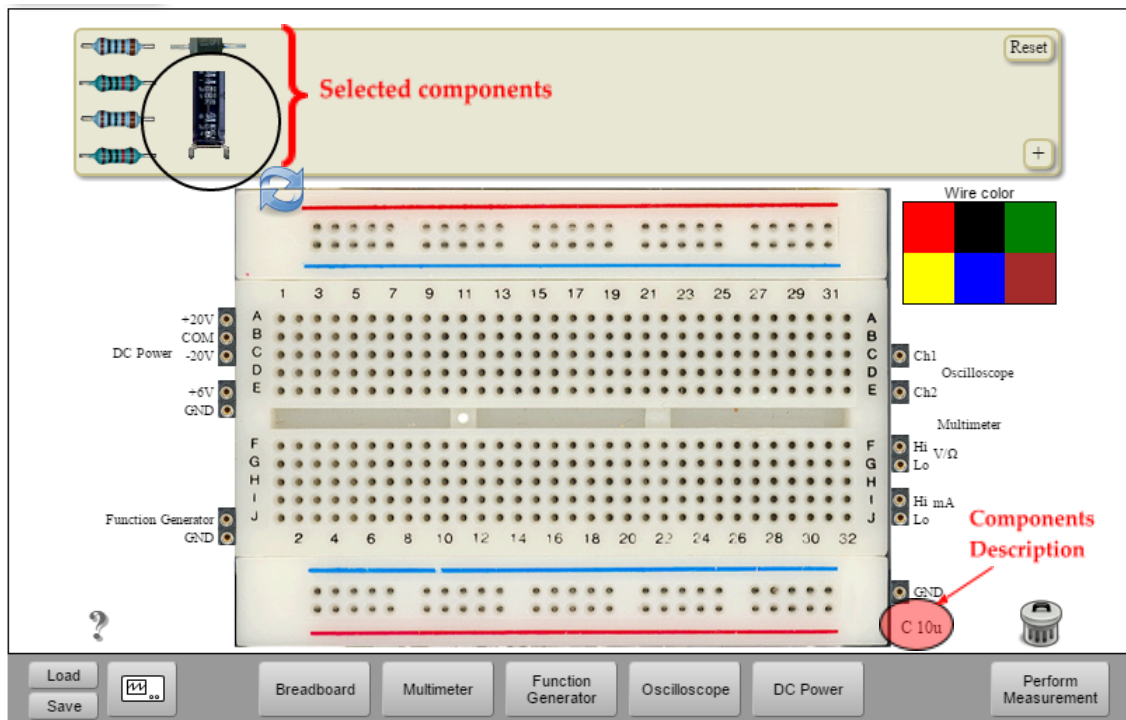 Reset
Selected components
+
Wire color
1 3 5 7 9 11 13 15 17 19 21 23 25 27 29 31
A A
+20V
B B
COM
C C
DC Power -20V Ch1
D D
Oscilloscope
E E
+6V Ch2
GND
Multimeter
F F
Hi V/Ω
G G
Lo
H H
I I
Hi mA
J J
Function Generator Lo
GND
2 4 6 8 10 12 14 16 18 20 22 24 26 28 30 32
Components
Description
GND
C 10u
?
Load
Save
Breadboard
Multimeter
Function
Generator
Oscilloscope
DC Power
Perform
Measurement